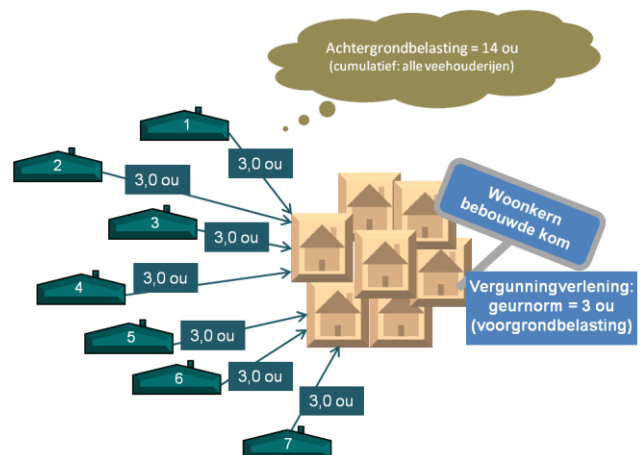 Achtergrondbelasting = 14 ou
(cumulatief: alle veehouderijen)
1
3,0 ou
2
3,0 ou
3
3,0 ou
4
3,0 ou
5
3,0 ou
6
3,0 ou
7
3,0 ou
Woonkern
bebouwde kom
Vergunningverlening:
geurnorm = 3 ou
(voorgrondbelasting)